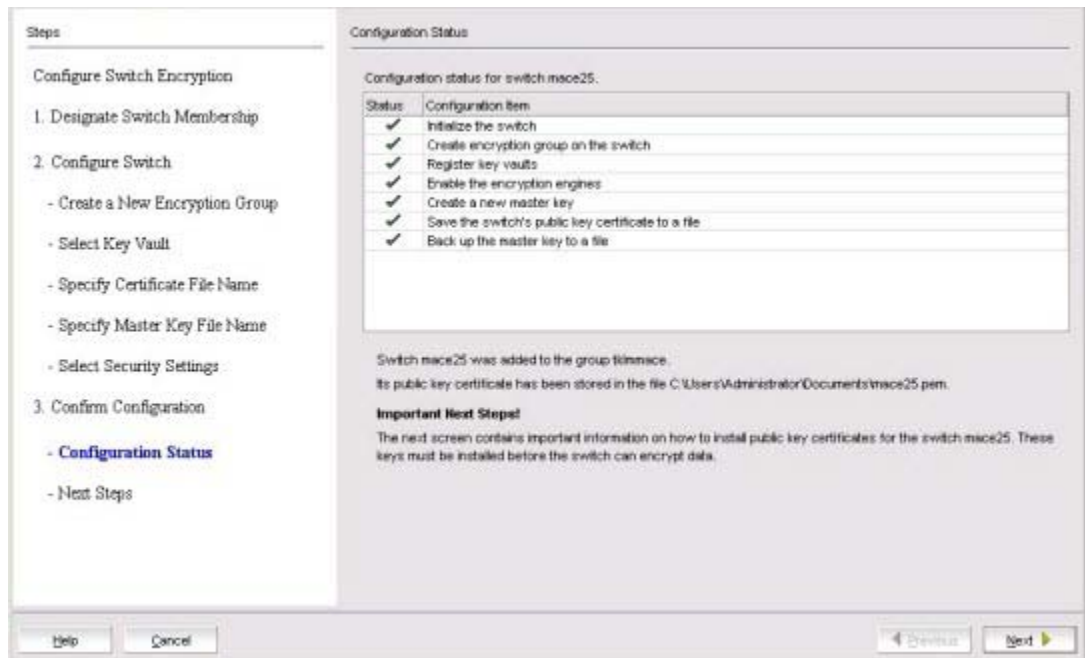 Steps
Configure Switch Encryption
1. Designate Switch Membership
2. Configure Switch
- Create a New Encryption Group
- Select Key Vault
- Specify Certificate File Name
- Specify Master Key File Name
- Select Security Settings
3. Confirm Configuration
- Configuration Status
- Next Steps
Configuration Status
Configuration status for switch mace25.
Status Configuration Item
✔ Initialize the switch
✔ Create encryption group on the switch
✔ Register key vaults
✔ Enable the encryption engines
✔ Create a new master key
✔ Save the switch's public key certificate to a file
✔ Back up the master key to a file
Switch mace25 was added to the group tklmmace.
Its public key certificate has been stored in the file C:\Users\Administrator\Documents\mace25.pem.
Important Next Steps!
The next screen contains important information on how to install public key certificates for the switch mace25. These
keys must be installed before the switch can encrypt data.
Help Cancel Previous Next